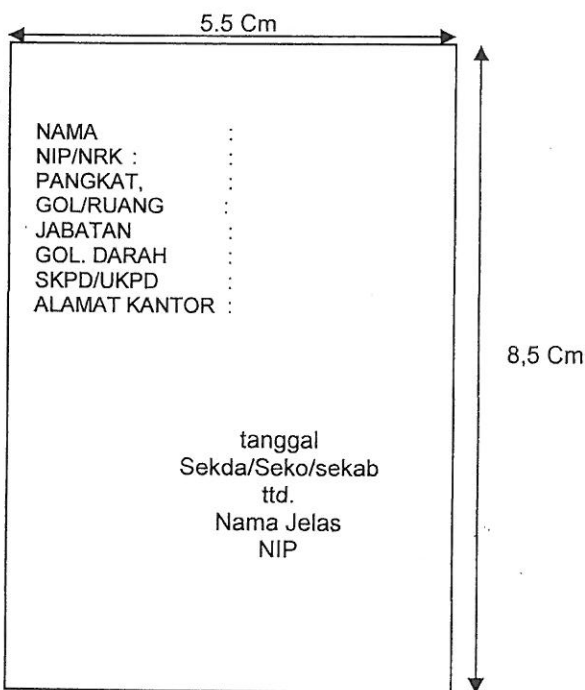 5.5 Cm
NAMA :
NIP/NRK : :
PANGKAT, :
GOL/RUANG :
JABATAN :
GOL. DARAH :
SKPD/UKPD :
ALAMAT KANTOR :
8,5 Cm
tanggal
Sekda/Seko/sekab
ttd.
Nama Jelas
NIP